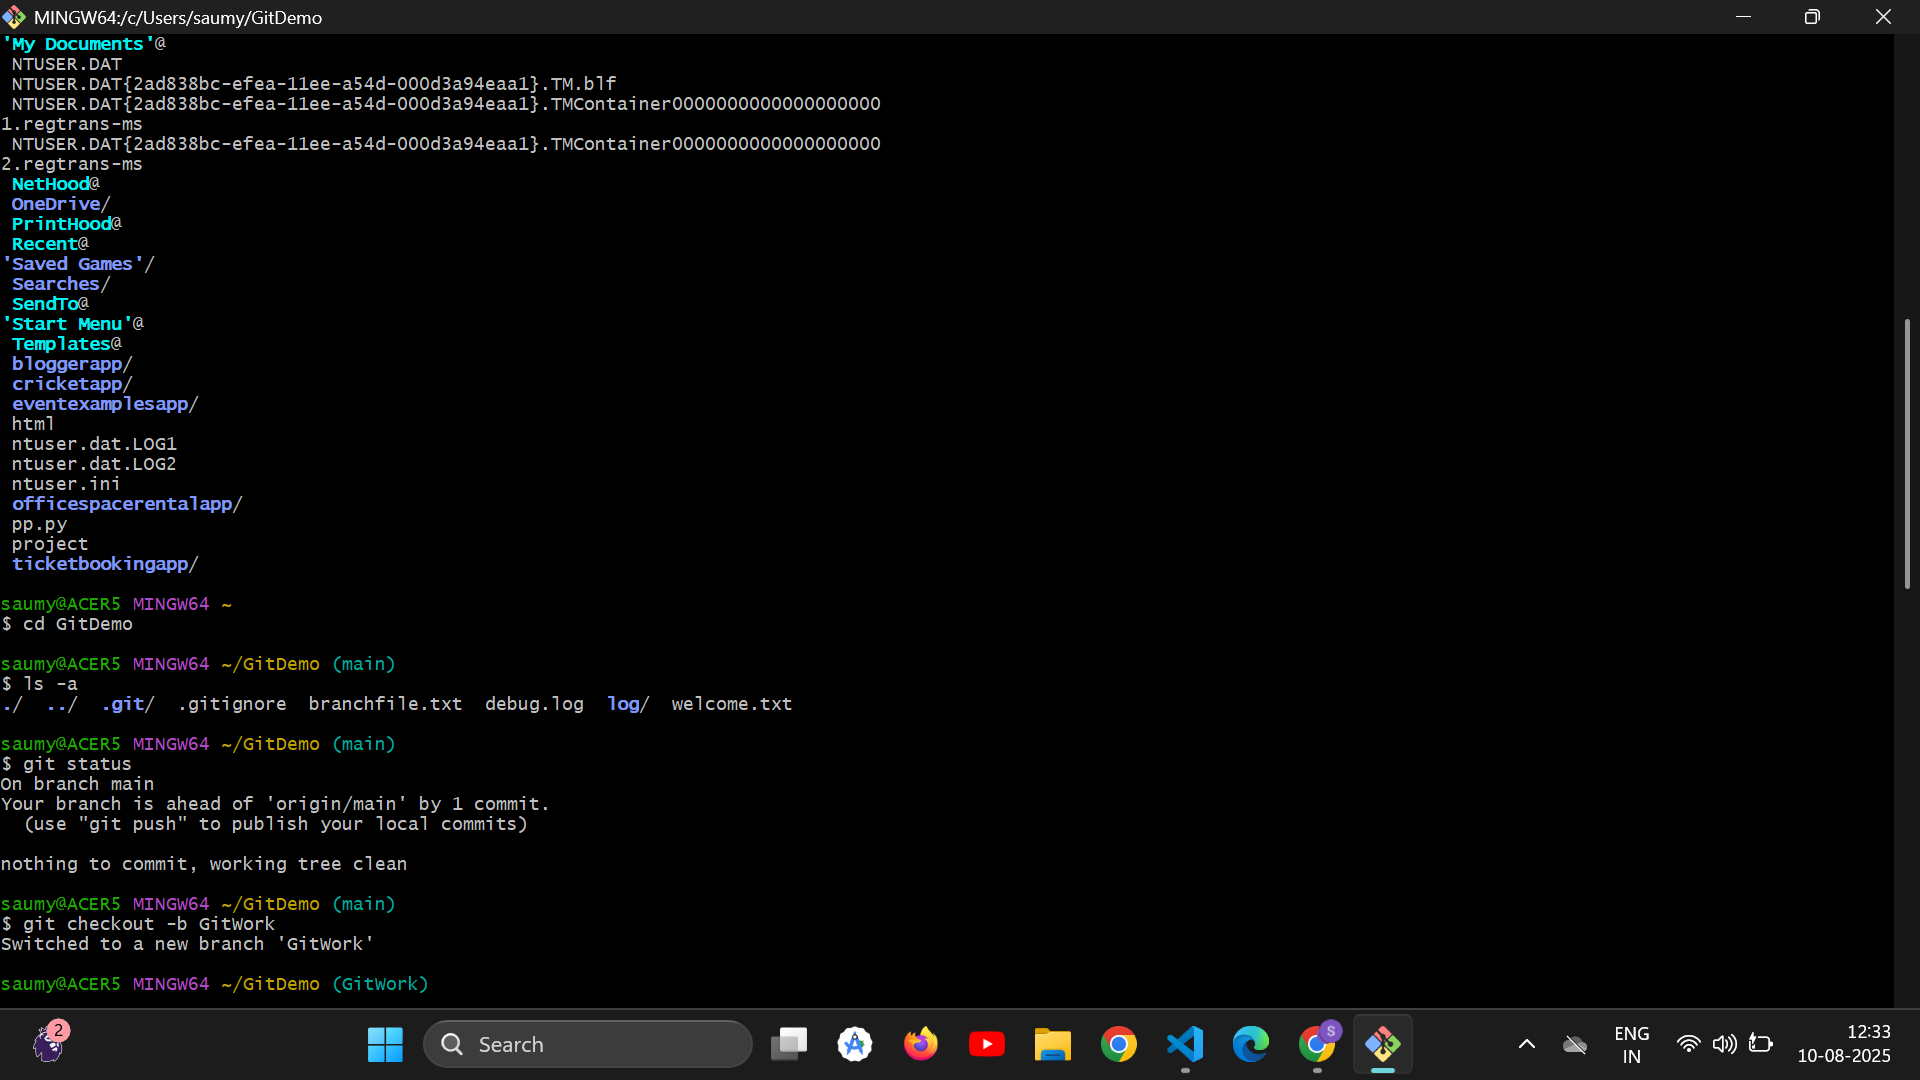 MINGW64:/c/Users/saumy/GitDemo
'My Documents'@
NTUSER.DAT
NTUSER.DAT{2ad838bc-efea-11ee-a54d-000d3a94eaa1}.TM.blf
NTUSER.DAT{2ad838bc-efea-11ee-a54d-000d3a94eaa1}.TMContainer0000000000000000000
1.regtrans-ms
NTUSER.DAT{2ad838bc-efea-11ee-a54d-000d3a94eaa1}.TMContainer0000000000000000000
2.regtrans-ms
NetHood@
OneDrive/
PrintHood@
Recent@
'Saved Games'/
Searches/
SendTo@
'Start Menu'@
Templates@
bloggerapp/
cricketapp/
eventexamplesapp/
html
ntuser.dat.LOG1
ntuser.dat.LOG2
ntuser.ini
officespacerentalapp/
pp.py
project
ticketbookingapp/
saumy@ACER5 MINGW64 ~
$ cd GitDemo
saumy@ACER5 MINGW64 ~/GitDemo (main)
$ ls -a
./  ../  .git/  .gitignore  branchfile.txt  debug.log  log/  welcome.txt
saumy@ACER5 MINGW64 ~/GitDemo (main)
$ git status
On branch main
Your branch is ahead of 'origin/main' by 1 commit.
(use "git push" to publish your local commits)
nothing to commit, working tree clean
saumy@ACER5 MINGW64 ~/GitDemo (main)
$ git checkout -b GitWork
Switched to a new branch 'GitWork'
saumy@ACER5 MINGW64 ~/GitDemo (GitWork)
2
Search
S
ENG
IN
12:33
10-08-2025